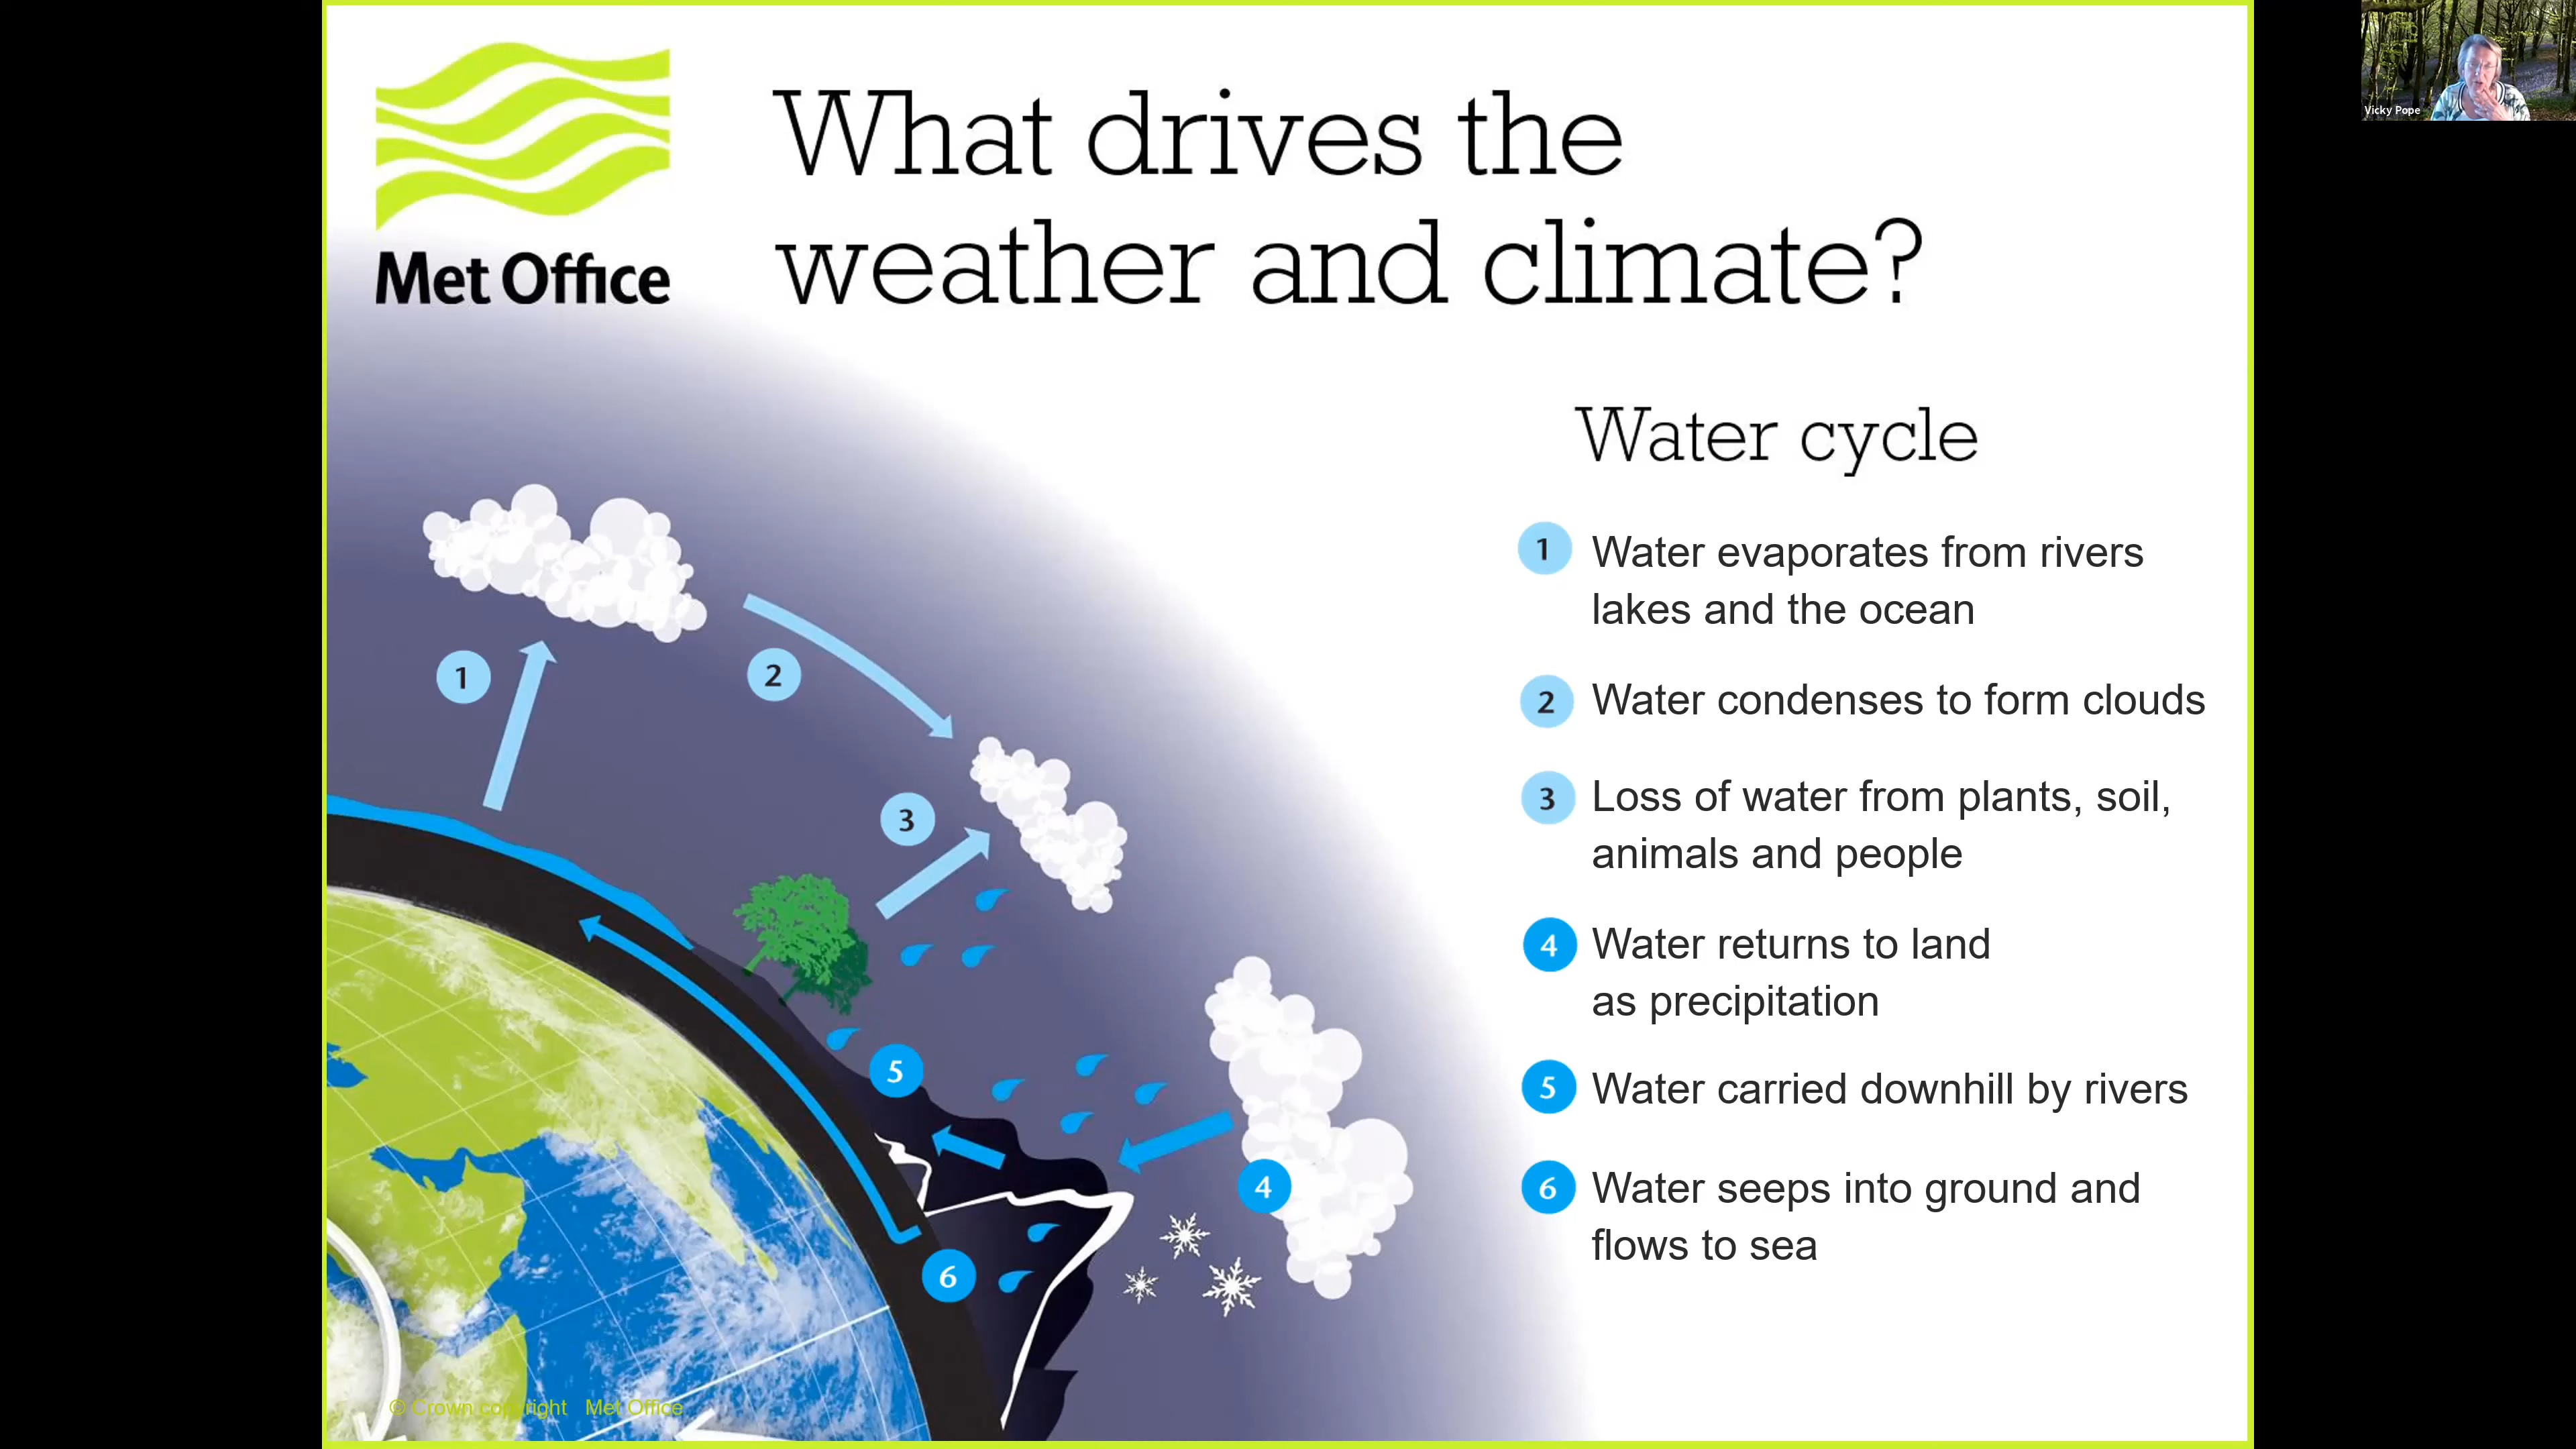 Met Office
What drives the
weather and climate?
Vicky Pope
Water cycle
1 Water evaporates from rivers
lakes and the ocean
2 Water condenses to form clouds
3 Loss of water from plants, soil,
animals and people
4 Water returns to land
as precipitation
5 Water carried downhill by rivers
6 Water seeps into ground and
flows to sea
1
2
3
5
4
6
© Crown copyright Met Office